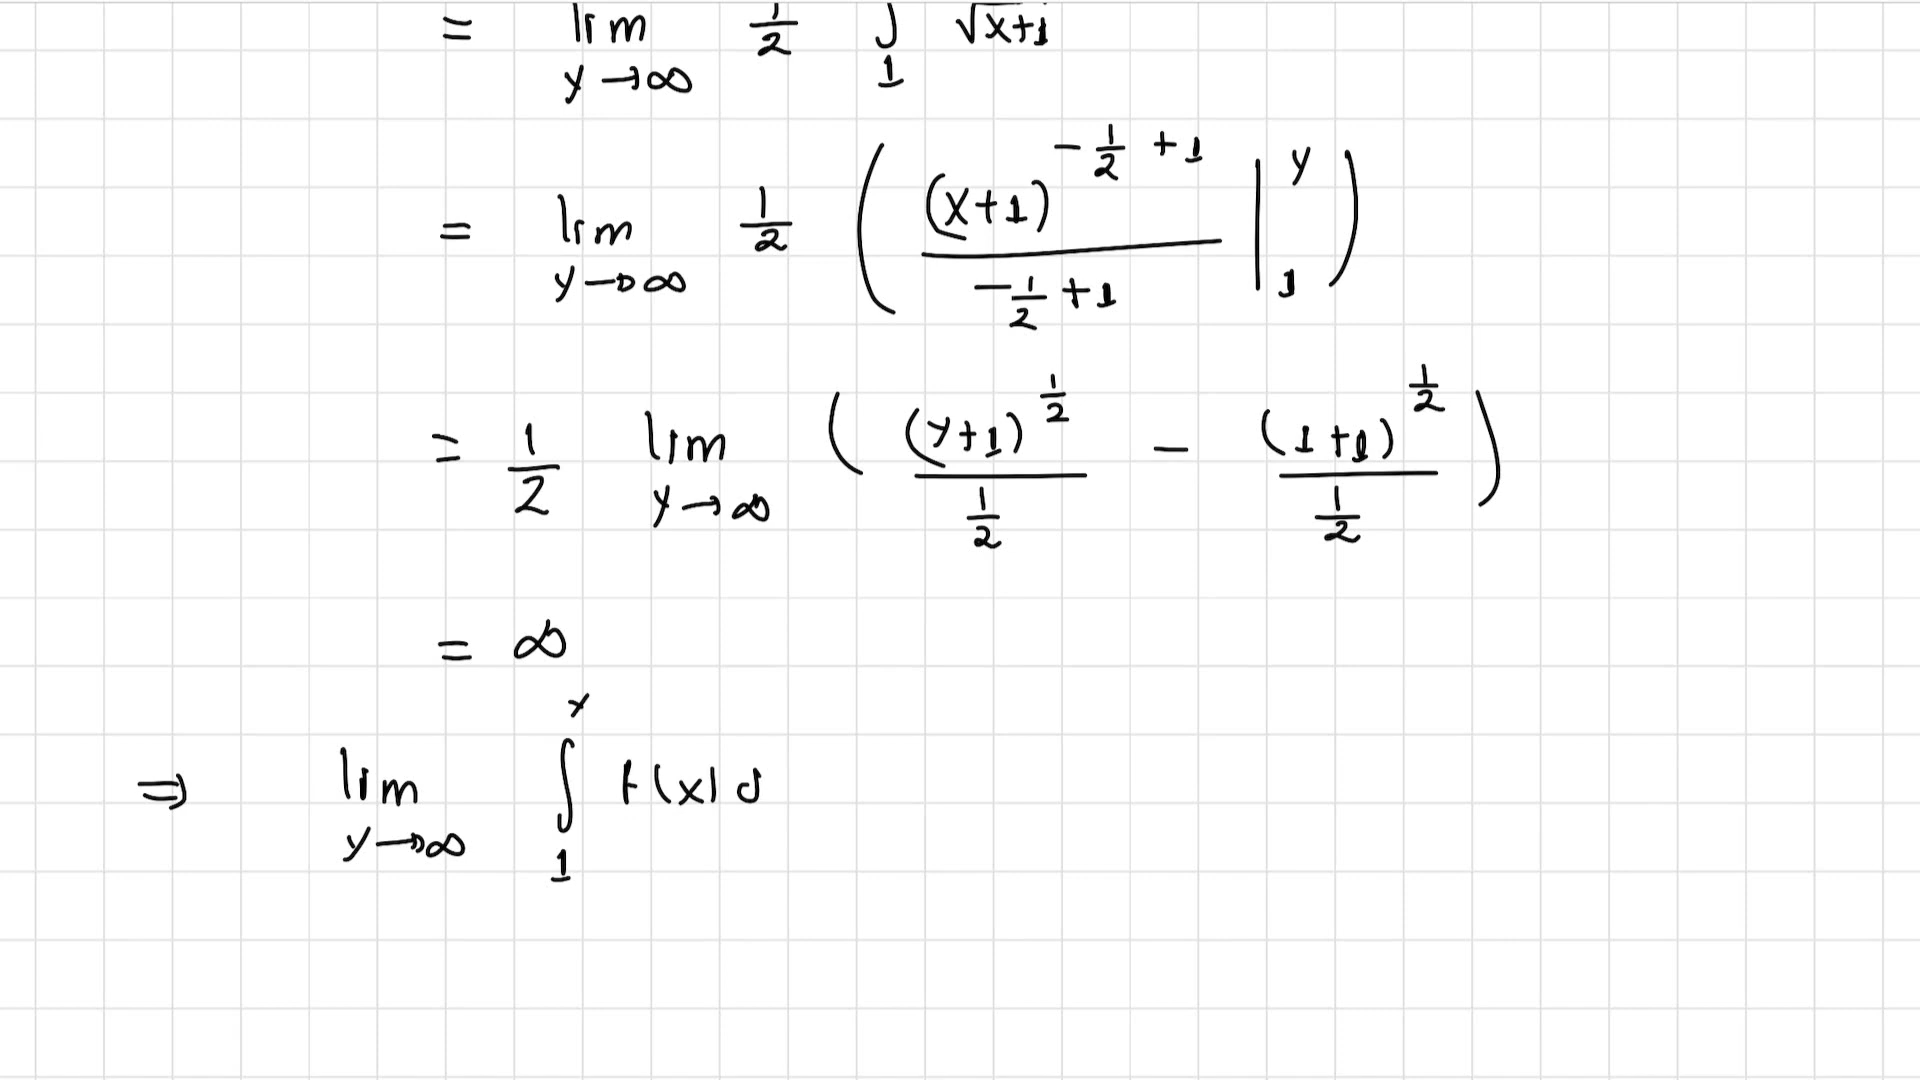 = lim y→∞ 1/2 ∫ 1 √x+1
= lim y→∞ 1/2 ( (x+1)^(-1/2 +1) / (-1/2 +1) | y 1 )
= 1/2 lim y→∞ ( (y+1)^(1/2) / (1/2) - (1+1)^(1/2) / (1/2) )
= ∞
⇒ lim y→∞ ∫ 1 y f(x) d